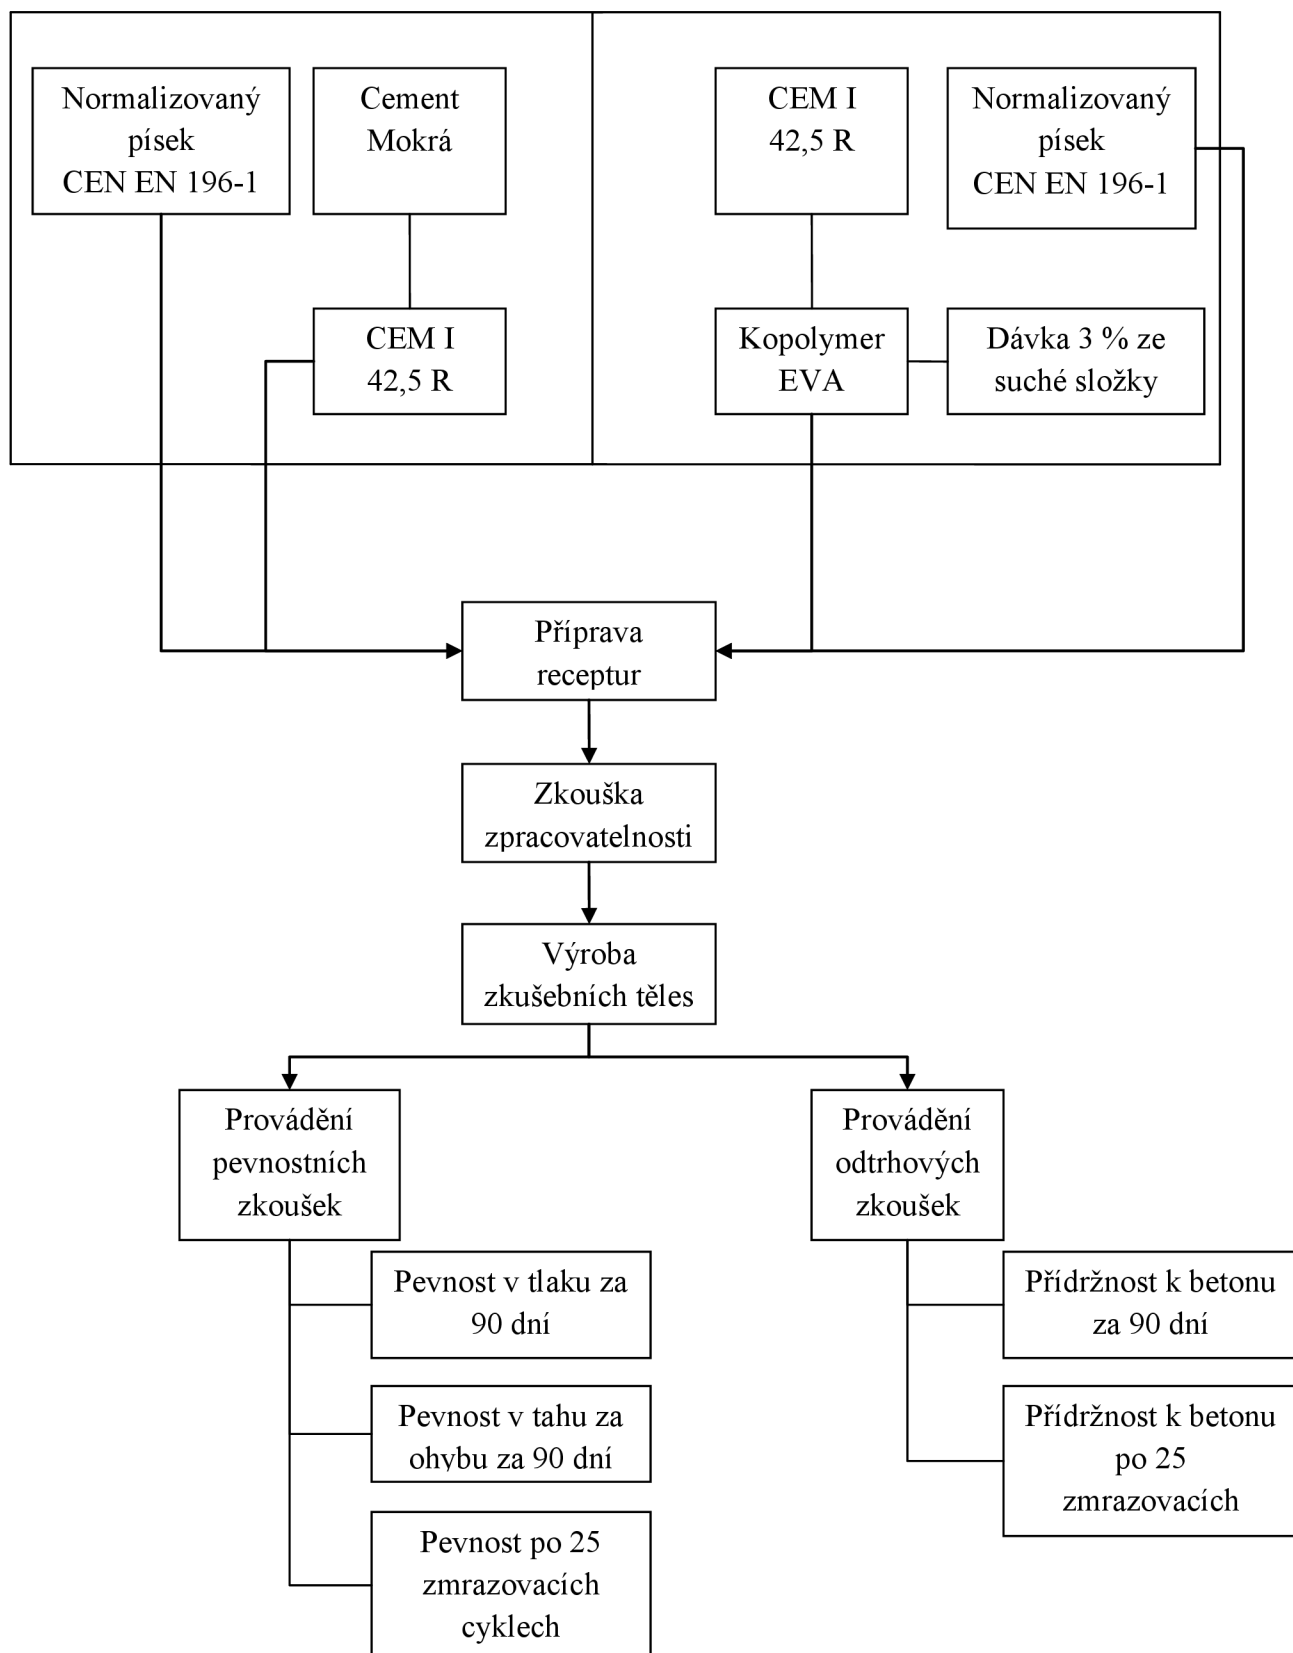 Normalizovaný
písek
CEN EN 196-1
Cement
Mokrá
CEM I
42,5 R
CEM I
42,5 R
Normalizovaný
písek
CEN EN 196-1
Kopolymer
EVA
Dávka 3 % ze
suché složky
Příprava
receptur
Zkouška
zpracovatelnosti
Výroba
zkušebních těles
Provádění
pevnostních
zkoušek
Pevnost v tlaku za
90 dní
Pevnost v tahu za
ohybu za 90 dní
Pevnost po 25
zmrazovacích
cyklech
Provádění
odtrhových
zkoušek
Přídržnost k betonu
za 90 dní
Přídržnost k betonu
po 25
zmrazovacích